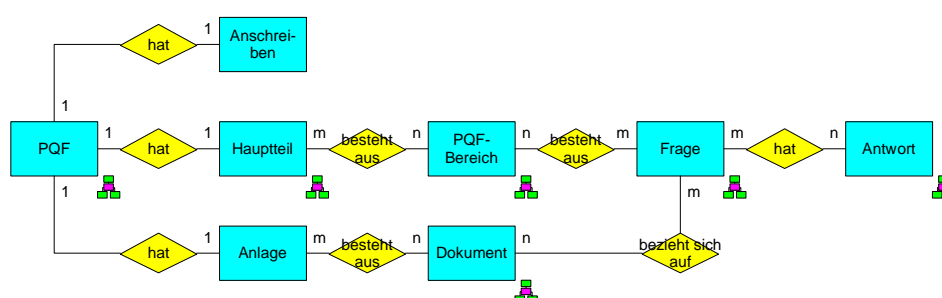 1
Anschrei-
ben
hat
1
1
1
m
n
n
m
m
n
PQF
hat
Hauptteil
besteht
aus
PQF-
Bereich
besteht
aus
Frage
hat
Antwort
1
m
1
m
n
n
hat
Anlage
besteht
aus
Dokument
bezieht sich
auf